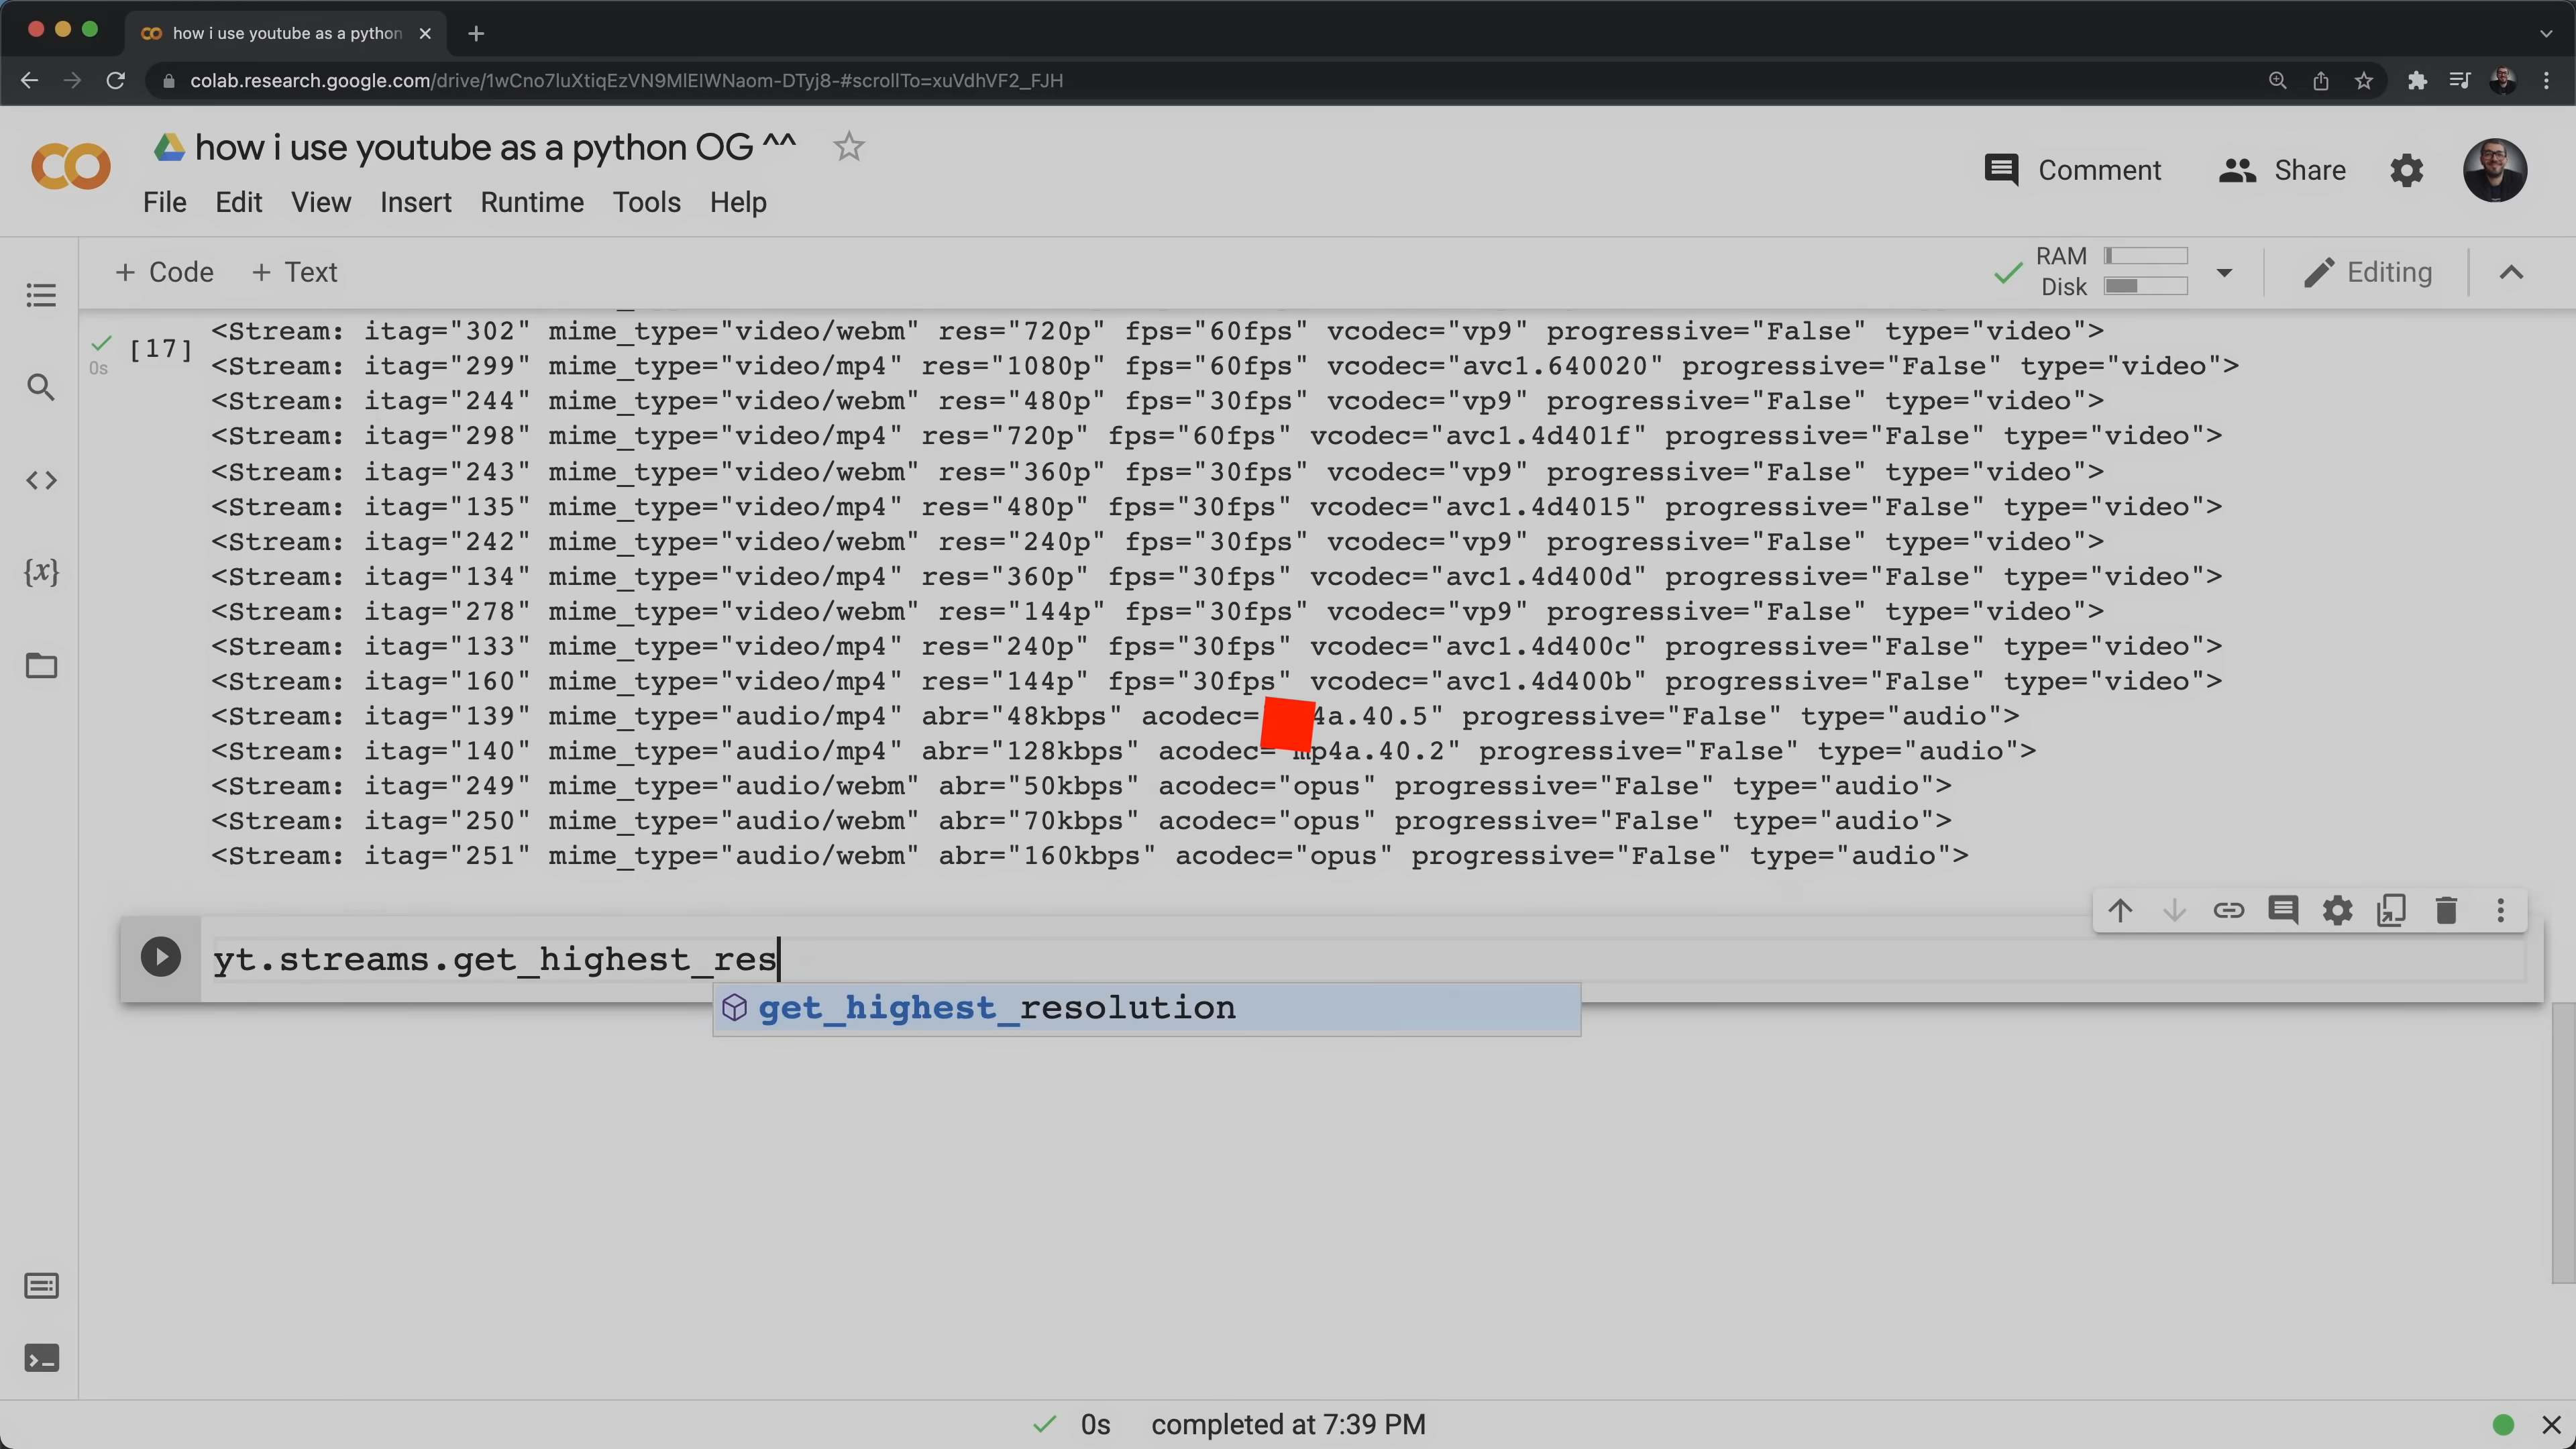 how i use youtube as a python
colab.research.google.com/drive/1wCno7luXtiqEzVN9MlElWNaom-DTyj8-#scrollTo=xuVdhVF2_FJH
how i use youtube as a python OG ^^
File Edit View Insert Runtime Tools Help
Comment
Share
+ Code + Text
RAM
Disk
Editing
[17]
0s
<Stream: itag="302" mime_type="video/webm" res="720p" fps="60fps" vcodec="vp9" progressive="False" type="video">
<Stream: itag="299" mime_type="video/mp4" res="1080p" fps="60fps" vcodec="avc1.640020" progressive="False" type="video">
<Stream: itag="244" mime_type="video/webm" res="480p" fps="30fps" vcodec="vp9" progressive="False" type="video">
<Stream: itag="298" mime_type="video/mp4" res="720p" fps="60fps" vcodec="avc1.4d401f" progressive="False" type="video">
<Stream: itag="243" mime_type="video/webm" res="360p" fps="30fps" vcodec="vp9" progressive="False" type="video">
<Stream: itag="135" mime_type="video/mp4" res="480p" fps="30fps" vcodec="avc1.4d4015" progressive="False" type="video">
<Stream: itag="242" mime_type="video/webm" res="240p" fps="30fps" vcodec="vp9" progressive="False" type="video">
<Stream: itag="134" mime_type="video/mp4" res="360p" fps="30fps" vcodec="avc1.4d400d" progressive="False" type="video">
<Stream: itag="278" mime_type="video/webm" res="144p" fps="30fps" vcodec="vp9" progressive="False" type="video">
<Stream: itag="133" mime_type="video/mp4" res="240p" fps="30fps" vcodec="avc1.4d400c" progressive="False" type="video">
<Stream: itag="160" mime_type="video/mp4" res="144p" fps="30fps" vcodec="avc1.4d400b" progressive="False" type="video">
<Stream: itag="139" mime_type="audio/mp4" abr="48kbps" acodec= 4a.40.5" progressive="False" type="audio">
<Stream: itag="140" mime_type="audio/mp4" abr="128kbps" acodec="mp4a.40.2" progressive="False" type="audio">
<Stream: itag="249" mime_type="audio/webm" abr="50kbps" acodec="opus" progressive="False" type="audio">
<Stream: itag="250" mime_type="audio/webm" abr="70kbps" acodec="opus" progressive="False" type="audio">
<Stream: itag="251" mime_type="audio/webm" abr="160kbps" acodec="opus" progressive="False" type="audio">
yt.streams.get_highest_res
get_highest_resolution
0s completed at 7:39 PM